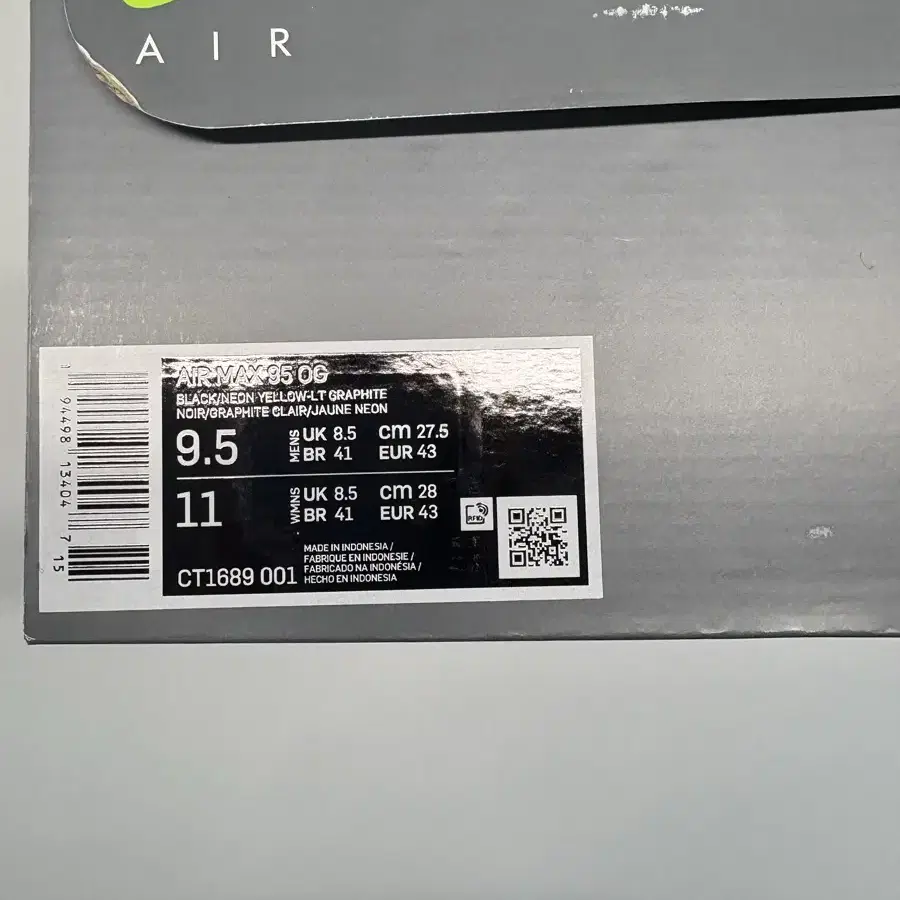 AIR
AIR MAX 95 OG
BLACK/NEON YELLOW-LT GRAPHITE
NOIR/GRAPHITE CLAIR/JAUNE NEON
9.5 MENS UK 8.5 cm 27.5
BR 41 EUR 43
11 WMNS UK 8.5 cm 28
BR 41 EUR 43
MADE IN INDONESIA /
FABRIQUE EN INDONESIE /
FABRICADO NA INDONÉSIA /
CT1689 001 HECHO EN INDONESIA
1 94498 13404 7 15